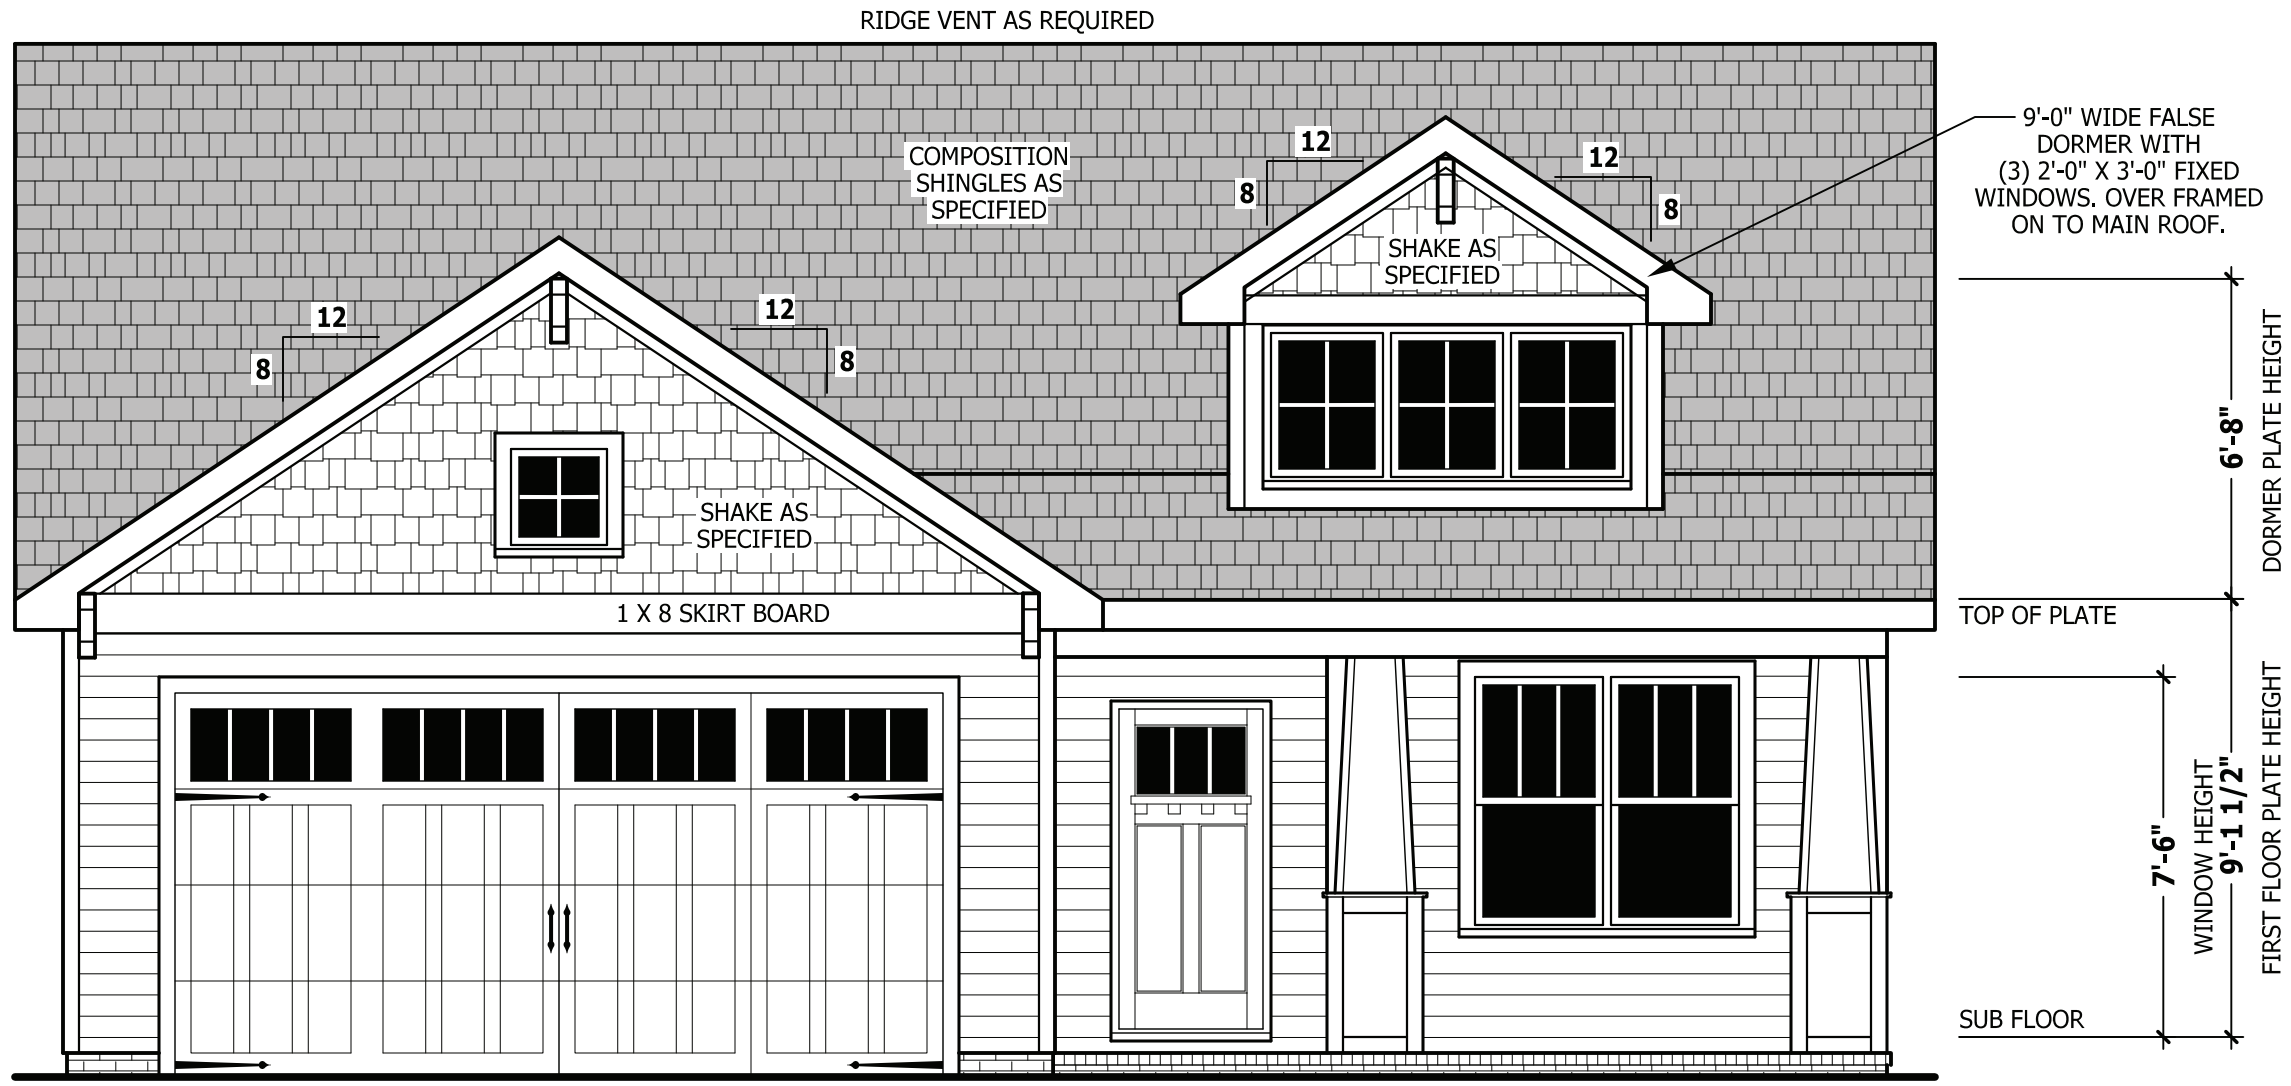 RIDGE VENT AS REQUIRED
9'-0" WIDE FALSE
DORMER WITH
(3) 2'-0" X 3'-0" FIXED
WINDOWS. OVER FRAMED
ON TO MAIN ROOF.
COMPOSITION
SHINGLES AS
SPECIFIED
12
8
12
8
SHAKE AS
SPECIFIED
12
8
12
8
SHAKE AS
SPECIFIED
1 X 8 SKIRT BOARD
6'-8"
DORMER PLATE HEIGHT
TOP OF PLATE
7'-6"
WINDOW HEIGHT
9'-1 1/2"
FIRST FLOOR PLATE HEIGHT
SUB FLOOR